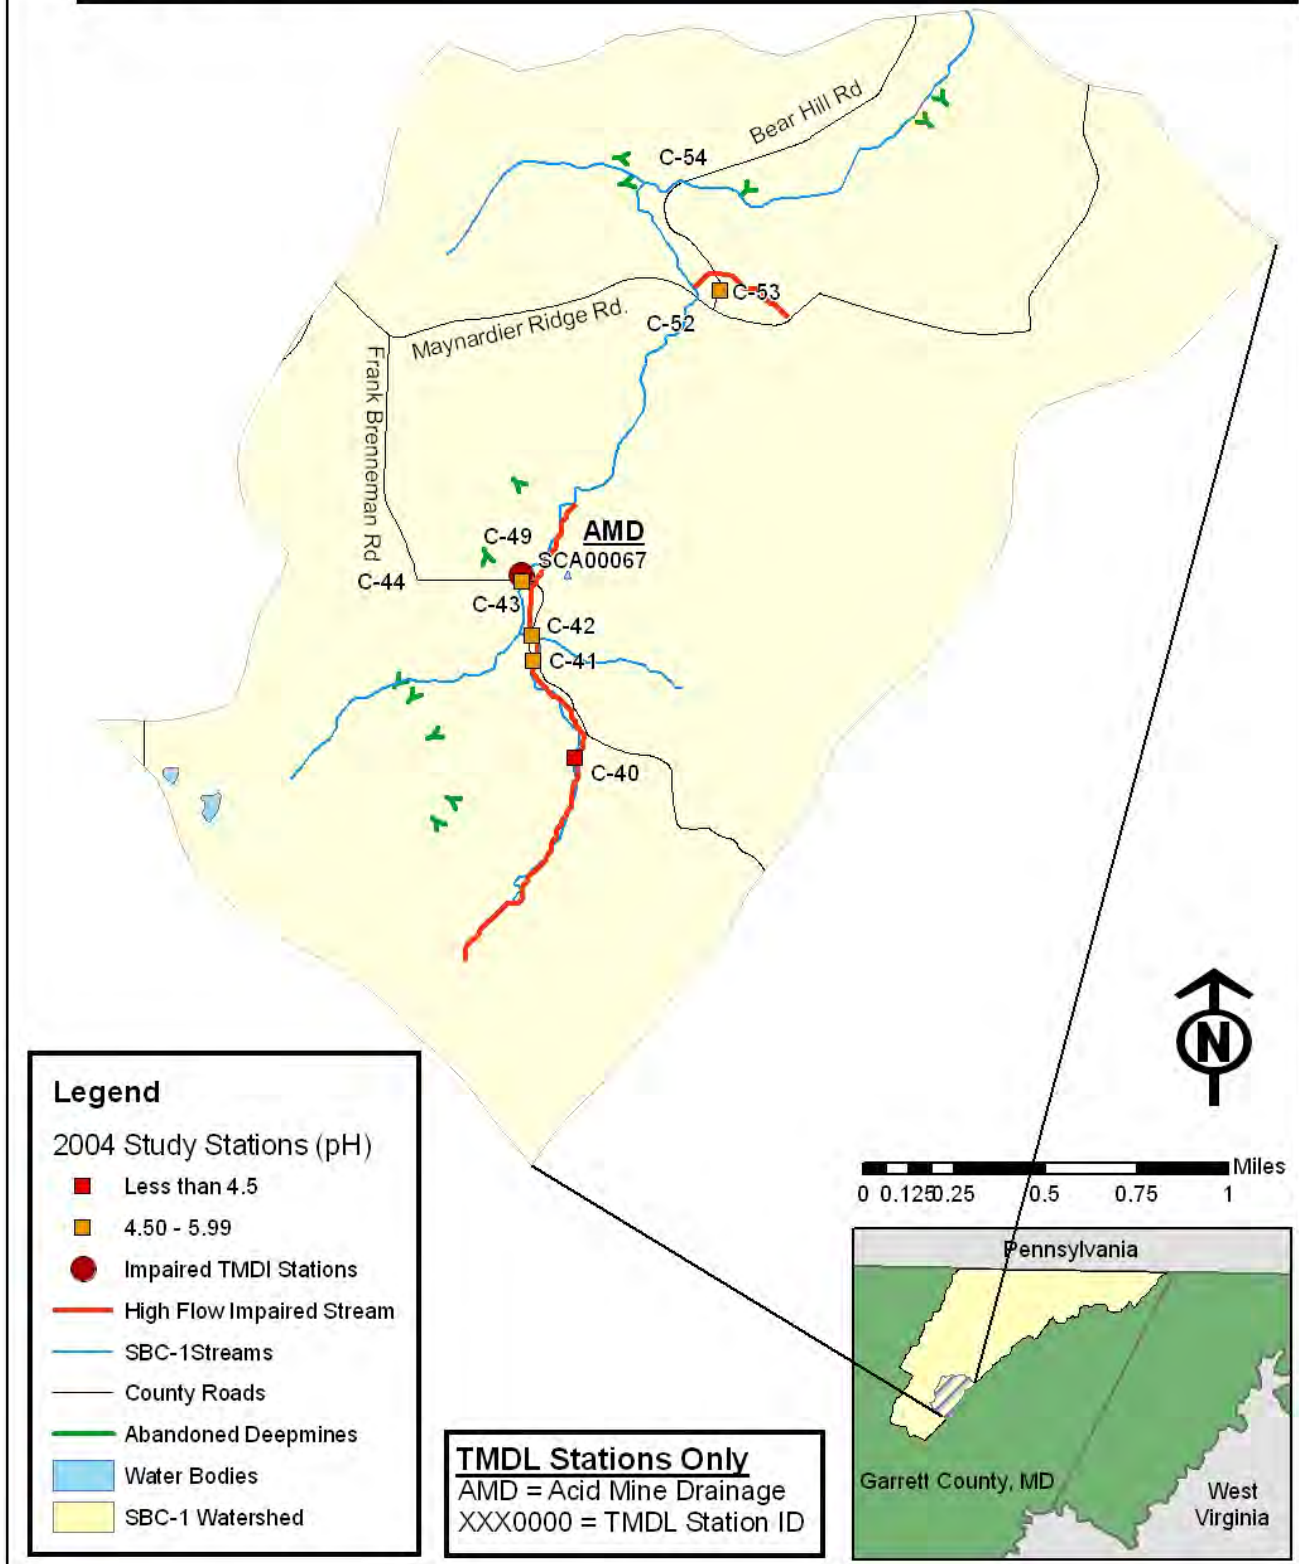 Bear Hill Rd
C-54
C-53
C-52
Maynardier Ridge Rd.
Frank Brenneman Rd
AMD
C-49
SCA00067
C-44
C-43
C-42
C-41
C-40
N
Miles
0 0.125 0.25 0.5 0.75 1
Legend
2004 Study Stations (pH)
Less than 4.5
4.50 - 5.99
Impaired TMDI Stations
High Flow Impaired Stream
SBC-1Streams
County Roads
Abandoned Deepmines
Water Bodies
SBC-1 Watershed
TMDL Stations Only
AMD = Acid Mine Drainage
XXX0000 = TMDL Station ID
Pennsylvania
Garrett County, MD
West
Virginia